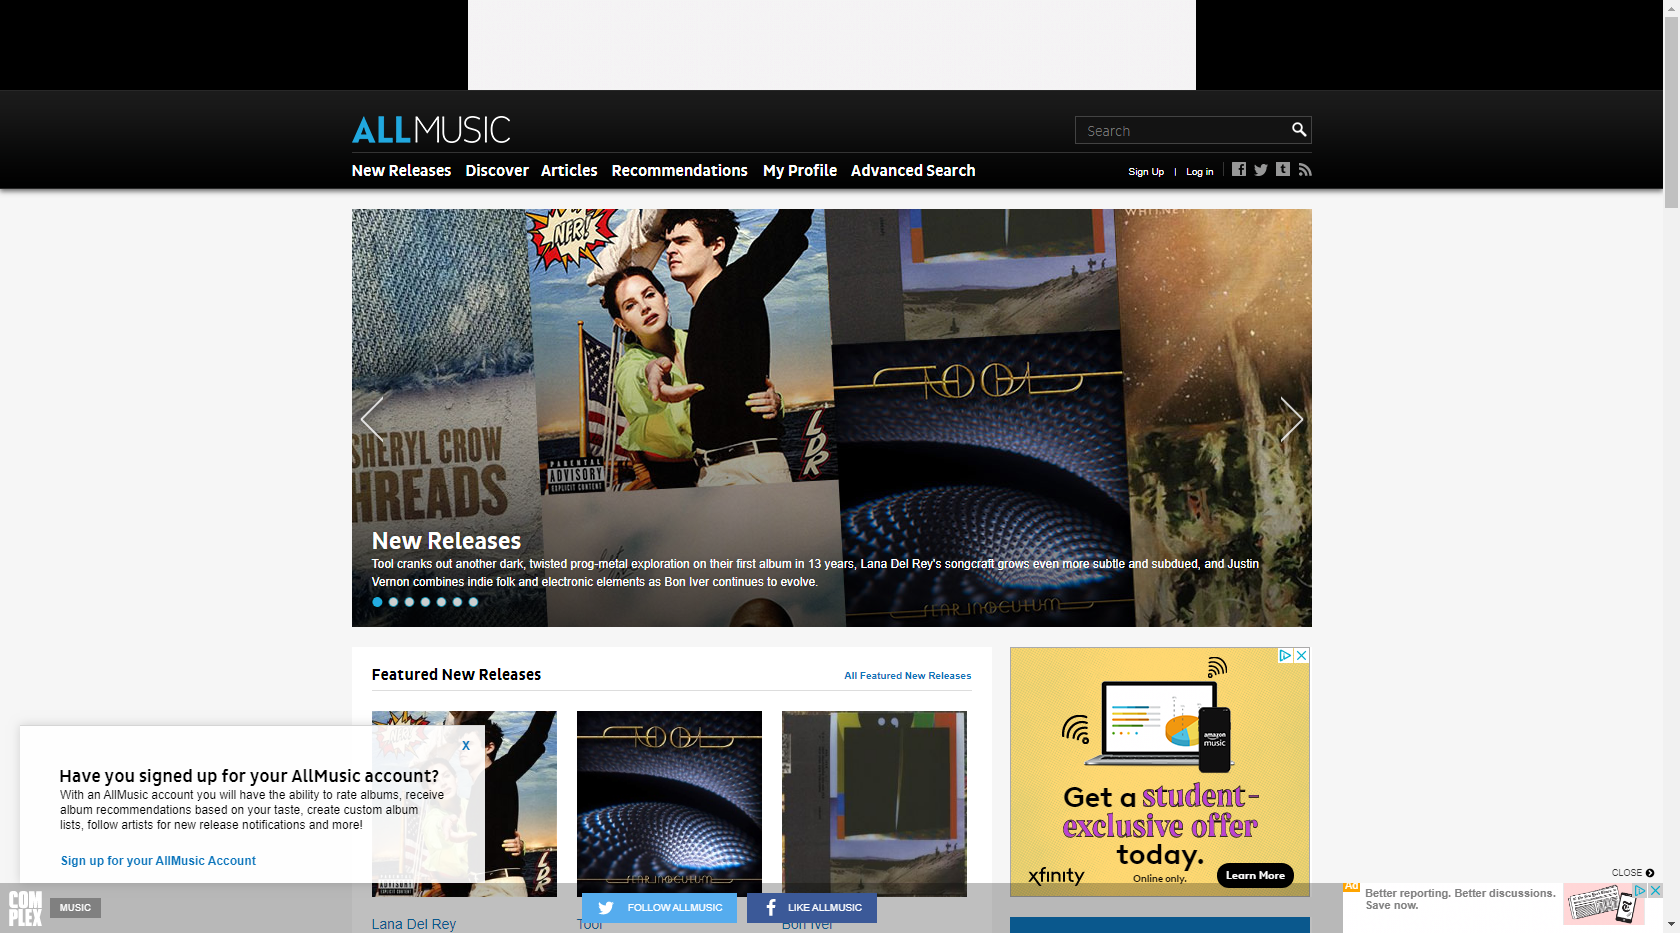 ALLMUSIC
Search
New Releases Discover Articles Recommendations My Profile Advanced Search
Sign Up | Log in
NFR!
WHITNEY
TOOL
SHERYL CROW
THREADS
LDR
PARENTAL
ADVISORY
EXPLICIT CONTENT
New Releases
Tool cranks out another dark, twisted prog-metal exploration on their first album in 13 years, Lana Del Rey's songcraft grows even more subtle and subdued, and Justin
Vernon combines indie folk and electronic elements as Bon Iver continues to evolve.
FEAR INOCULUM
Featured New Releases
All Featured New Releases
TOOL
LDR
FEAR INOCULUM
X
Have you signed up for your AllMusic account?
With an AllMusic account you will have the ability to rate albums, receive
album recommendations based on your taste, create custom album
lists, follow artists for new release notifications and more!
Sign up for your AllMusic Account
amazon
music
Get a student-
exclusive offer
today.
xfinity
Online only.
Learn More
CLOSE
COM
PLEX
MUSIC
FOLLOW ALLMUSIC
LIKE ALLMUSIC
Ad
Better reporting. Better discussions.
Save now.
Lana Del Rey
Tool
Bon Iver